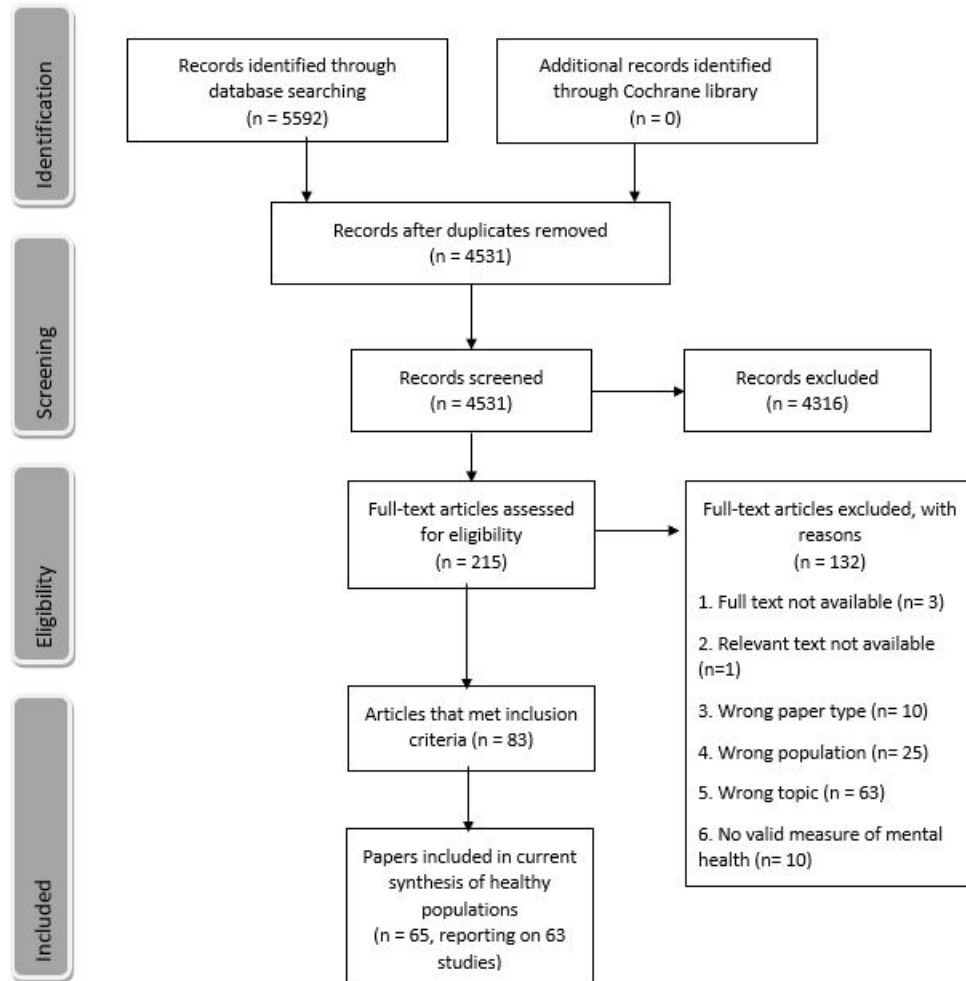 Identification
Records identified through
database searching
(n = 5592)
Additional records identified
through Cochrane library
(n = 0)
Records after duplicates removed
(n = 4531)
Screening
Records screened
(n = 4531)
Records excluded
(n = 4316)
Eligibility
Full-text articles assessed
for eligibility
(n = 215)
Full-text articles excluded, with
reasons
(n = 132)
1. Full text not available (n= 3)
2. Relevant text not available
(n=1)
3. Wrong paper type (n= 10)
4. Wrong population (n= 25)
5. Wrong topic (n = 63)
6. No valid measure of mental
health (n= 10)
Included
Articles that met inclusion
criteria (n = 83)
Papers included in current
synthesis of healthy
populations
(n = 65, reporting on 63
studies)